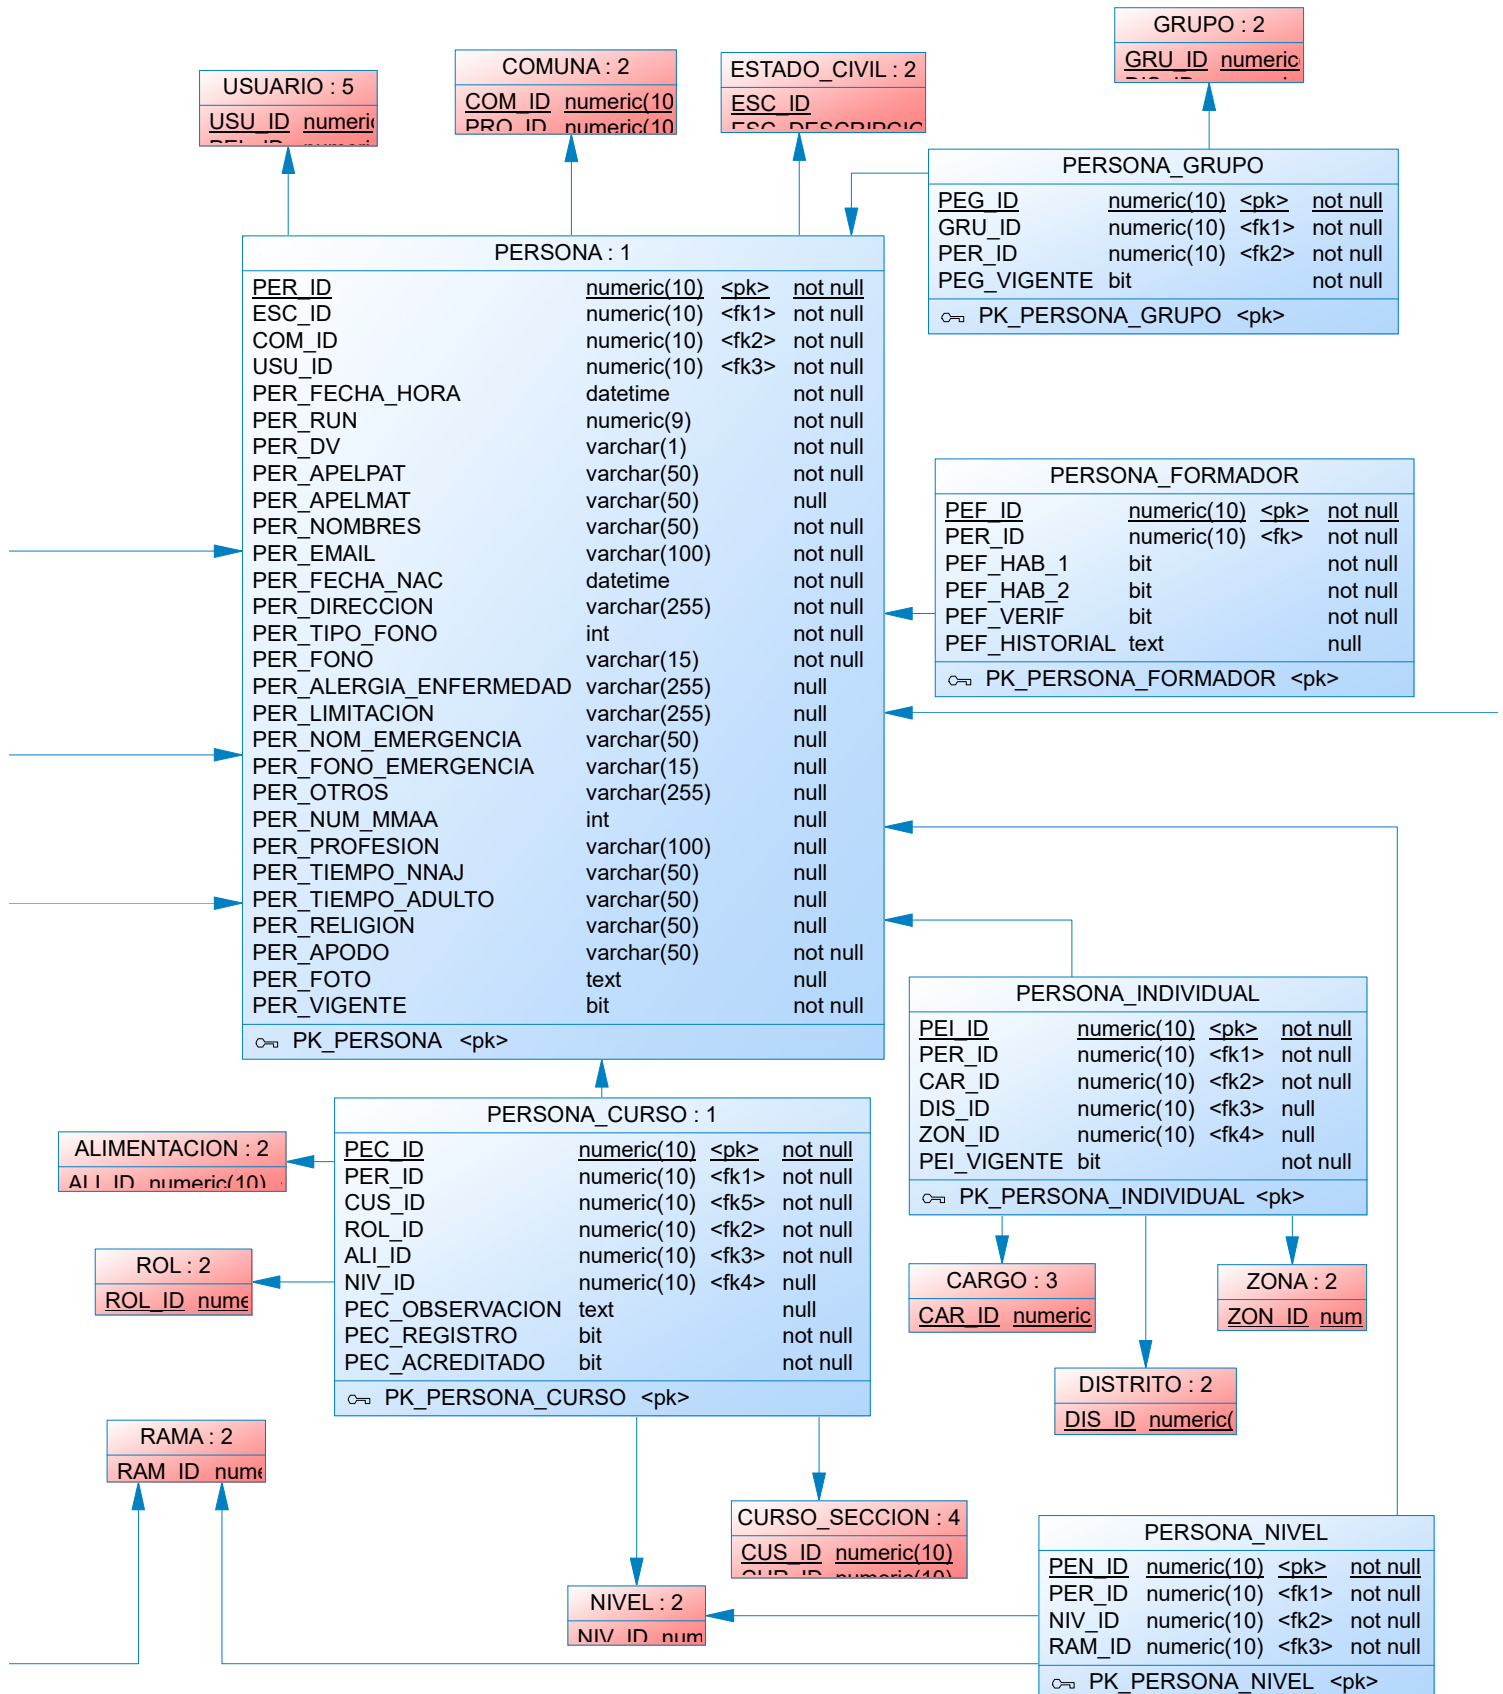 GRUPO : 2
GRU_ID numeric
USUARIO : 5
USU_ID numeric
COMUNA : 2
COM_ID numeric(10
PRO_ID numeric(10
ESTADO_CIVIL : 2
ESC_ID
PERSONA_GRUPO
PEG_ID numeric(10) <pk> not null
GRU_ID numeric(10) <fk1> not null
PER_ID numeric(10) <fk2> not null
PEG_VIGENTE bit not null
PK_PERSONA_GRUPO <pk>
PERSONA : 1
PER_ID numeric(10) <pk> not null
ESC_ID numeric(10) <fk1> not null
COM_ID numeric(10) <fk2> not null
USU_ID numeric(10) <fk3> not null
PER_FECHA_HORA datetime not null
PER_RUN numeric(9) not null
PER_DV varchar(1) not null
PER_APELPAT varchar(50) not null
PER_APELMAT varchar(50) null
PER_NOMBRES varchar(50) not null
PER_EMAIL varchar(100) not null
PER_FECHA_NAC datetime not null
PER_DIRECCION varchar(255) not null
PER_TIPO_FONO int not null
PER_FONO varchar(15) not null
PER_ALERGIA_ENFERMEDAD varchar(255) null
PER_LIMITACION varchar(255) null
PER_NOM_EMERGENCIA varchar(50) null
PER_FONO_EMERGENCIA varchar(15) null
PER_OTROS varchar(255) null
PER_NUM_MMAA int null
PER_PROFESION varchar(100) null
PER_TIEMPO_NNAJ varchar(50) null
PER_TIEMPO_ADULTO varchar(50) null
PER_RELIGION varchar(50) null
PER_APODO varchar(50) not null
PER_FOTO text null
PER_VIGENTE bit not null
PK_PERSONA <pk>
PERSONA_FORMADOR
PEF_ID numeric(10) <pk> not null
PER_ID numeric(10) <fk> not null
PEF_HAB_1 bit not null
PEF_HAB_2 bit not null
PEF_VERIF bit not null
PEF_HISTORIAL text null
PK_PERSONA_FORMADOR <pk>
PERSONA_INDIVIDUAL
PEI_ID numeric(10) <pk> not null
PER_ID numeric(10) <fk1> not null
CAR_ID numeric(10) <fk2> not null
DIS_ID numeric(10) <fk3> null
ZON_ID numeric(10) <fk4> null
PEI_VIGENTE bit not null
PK_PERSONA_INDIVIDUAL <pk>
PERSONA_CURSO : 1
PEC_ID numeric(10) <pk> not null
PER_ID numeric(10) <fk1> not null
CUS_ID numeric(10) <fk5> not null
ROL_ID numeric(10) <fk2> not null
ALI_ID numeric(10) <fk3> not null
NIV_ID numeric(10) <fk4> null
PEC_OBSERVACION text null
PEC_REGISTRO bit not null
PEC_ACREDITADO bit not null
PK_PERSONA_CURSO <pk>
ALIMENTACION : 2
ALI_ID numeric(10)
ROL : 2
ROL_ID nume
CARGO : 3
CAR_ID numeric
ZONA : 2
ZON_ID num
DISTRITO : 2
DIS_ID numeric(
RAMA : 2
RAM_ID nume
CURSO_SECCION : 4
CUS_ID numeric(10)
CUR_ID numeric(10)
NIVEL : 2
NIV_ID num
PERSONA_NIVEL
PEN_ID numeric(10) <pk> not null
PER_ID numeric(10) <fk1> not null
NIV_ID numeric(10) <fk2> not null
RAM_ID numeric(10) <fk3> not null
PK_PERSONA_NIVEL <pk>